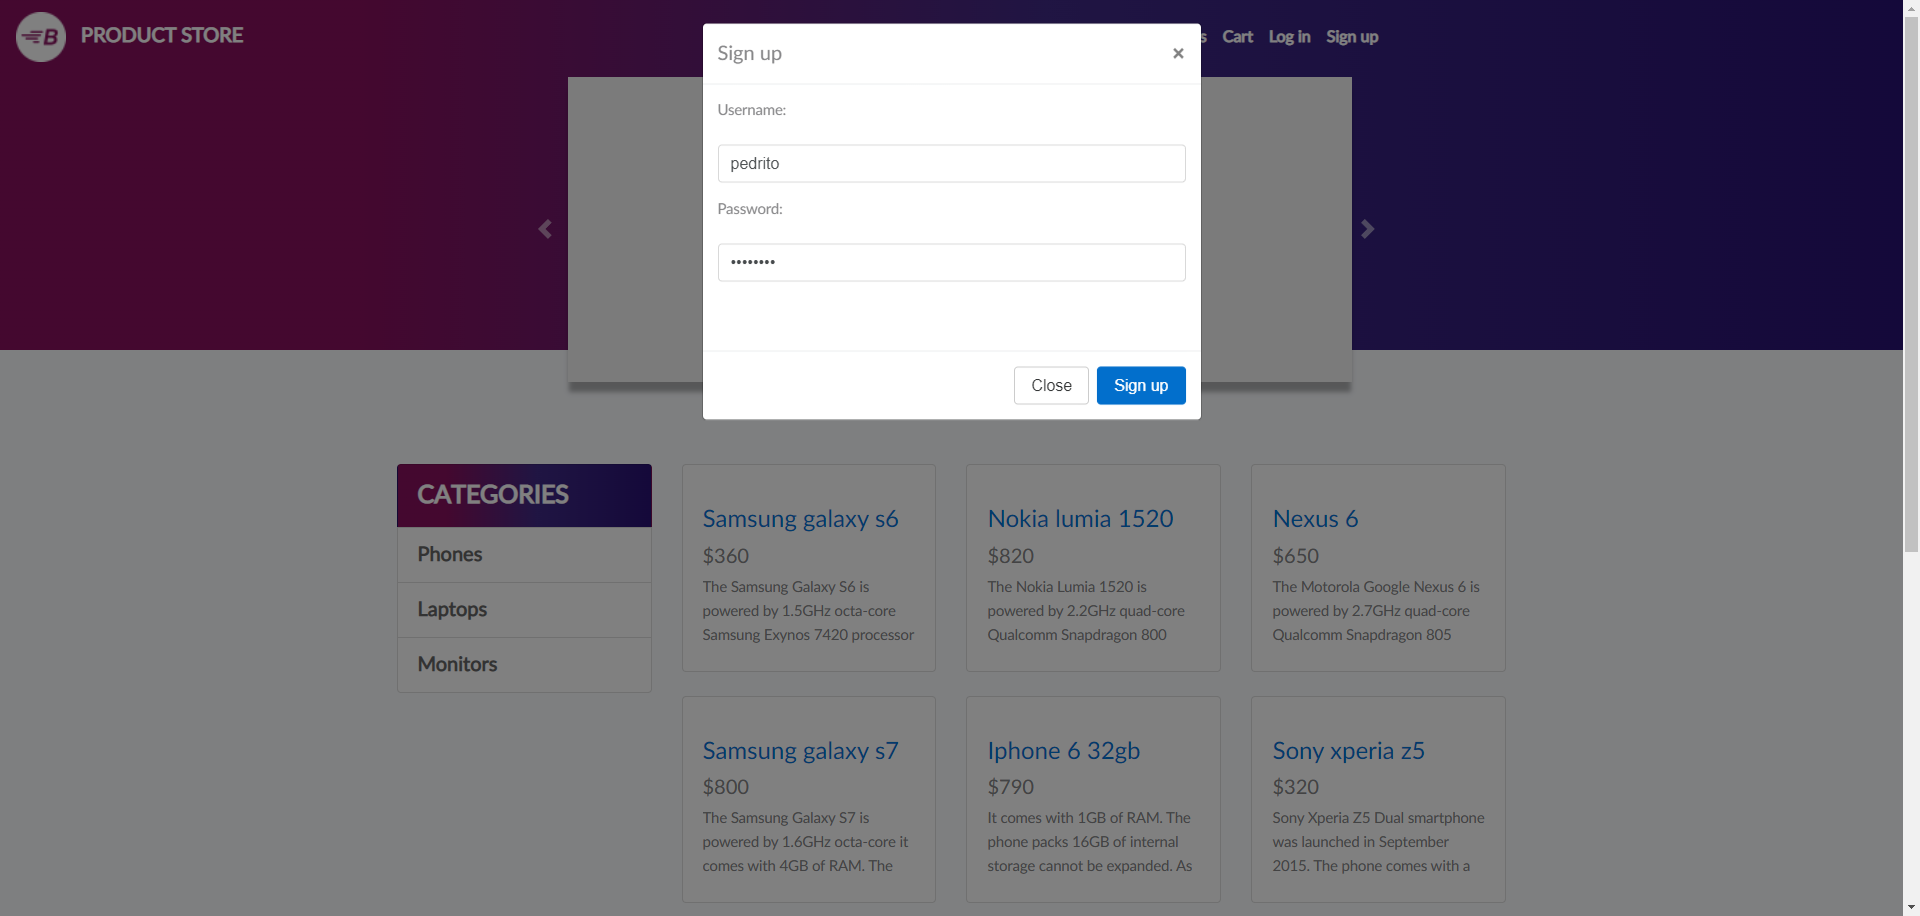 B PRODUCT STORE
s Cart Log in Sign up
Sign up ×
Username:
pedrito
Password:
••••••••
Close Sign up
CATEGORIES
Phones
Laptops
Monitors
Samsung galaxy s6
$360
The Samsung Galaxy S6 is
powered by 1.5GHz octa-core
Samsung Exynos 7420 processor
Nokia lumia 1520
$820
The Nokia Lumia 1520 is
powered by 2.2GHz quad-core
Qualcomm Snapdragon 800
Nexus 6
$650
The Motorola Google Nexus 6 is
powered by 2.7GHz quad-core
Qualcomm Snapdragon 805
Samsung galaxy s7
$800
The Samsung Galaxy S7 is
powered by 1.6GHz octa-core it
comes with 4GB of RAM. The
Iphone 6 32gb
$790
It comes with 1GB of RAM. The
phone packs 16GB of internal
storage cannot be expanded. As
Sony xperia z5
$320
Sony Xperia Z5 Dual smartphone
was launched in September
2015. The phone comes with a